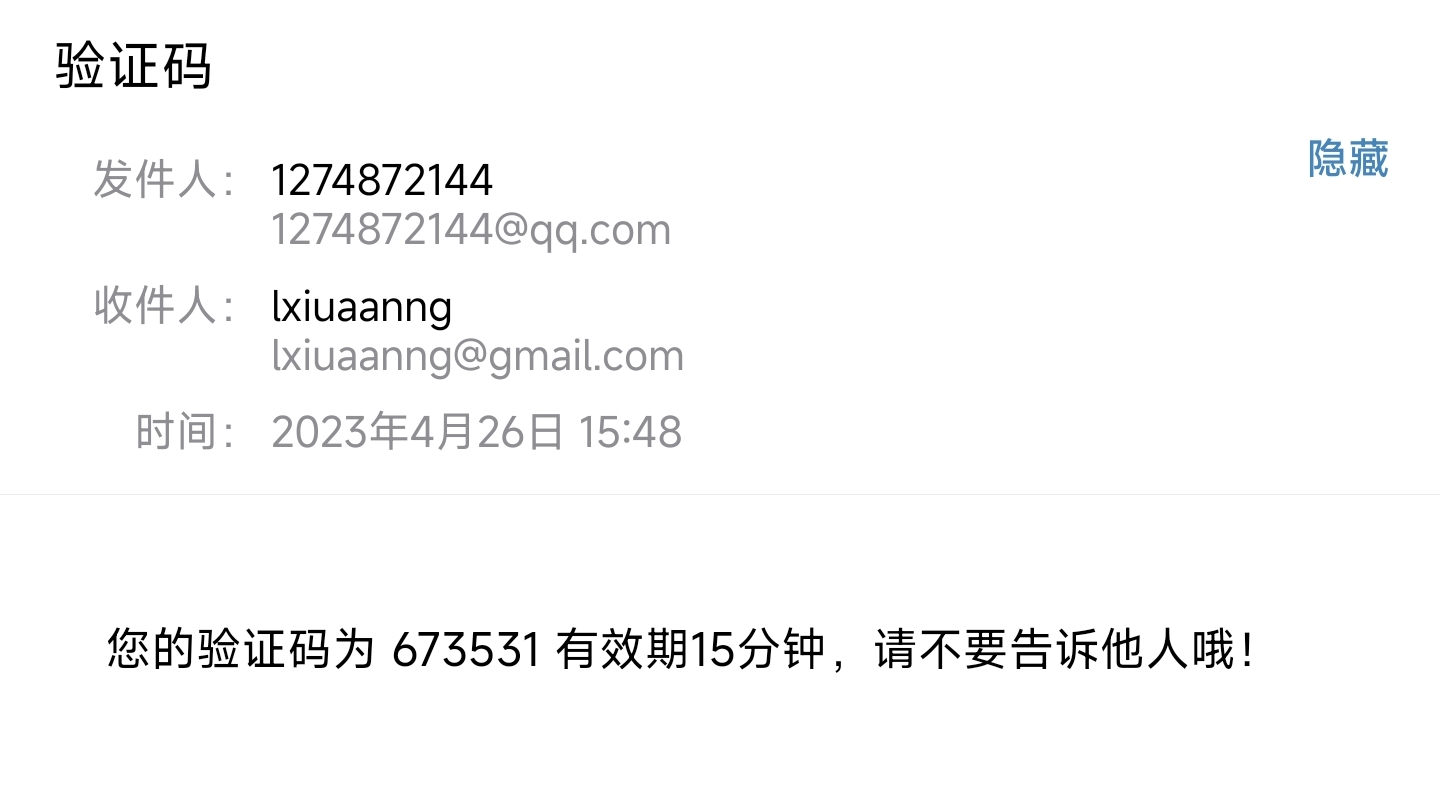 验证码
隐藏
发件人： 1274872144
1274872144@qq.com
收件人： lxiuaanng
lxiuaanng@gmail.com
时间： 2023年4月26日 15:48
您的验证码为 673531 有效期15分钟，请不要告诉他人哦！